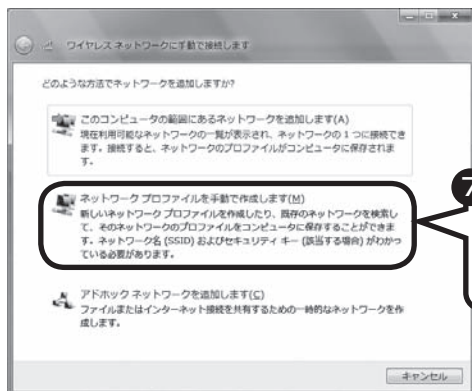 ワイヤレス ネットワークに手動で接続します
どのような方法でネットワークを追加しますか?
このコンピュータの範囲にあるネットワークを追加します(A)
現在利用可能なネットワークの一覧が表示され、ネットワークの 1 つに接続でき
ます。接続すると、ネットワークのプロファイルがコンピュータに保存されま
す。
ネットワーク プロファイルを手動で作成します(M)
新しいネットワーク プロファイルを作成したり、既存のネットワークを検索し
て、そのネットワークのプロファイルをコンピュータに保存することができま
す。ネットワーク名 (SSID) およびセキュリティ キー (該当する場合) がわかっ
ている必要があります。
7
アドホック ネットワークを追加します(C)
ファイルまたはインターネット接続を共有するための一時的なネットワークを作
成します。
キャンセル